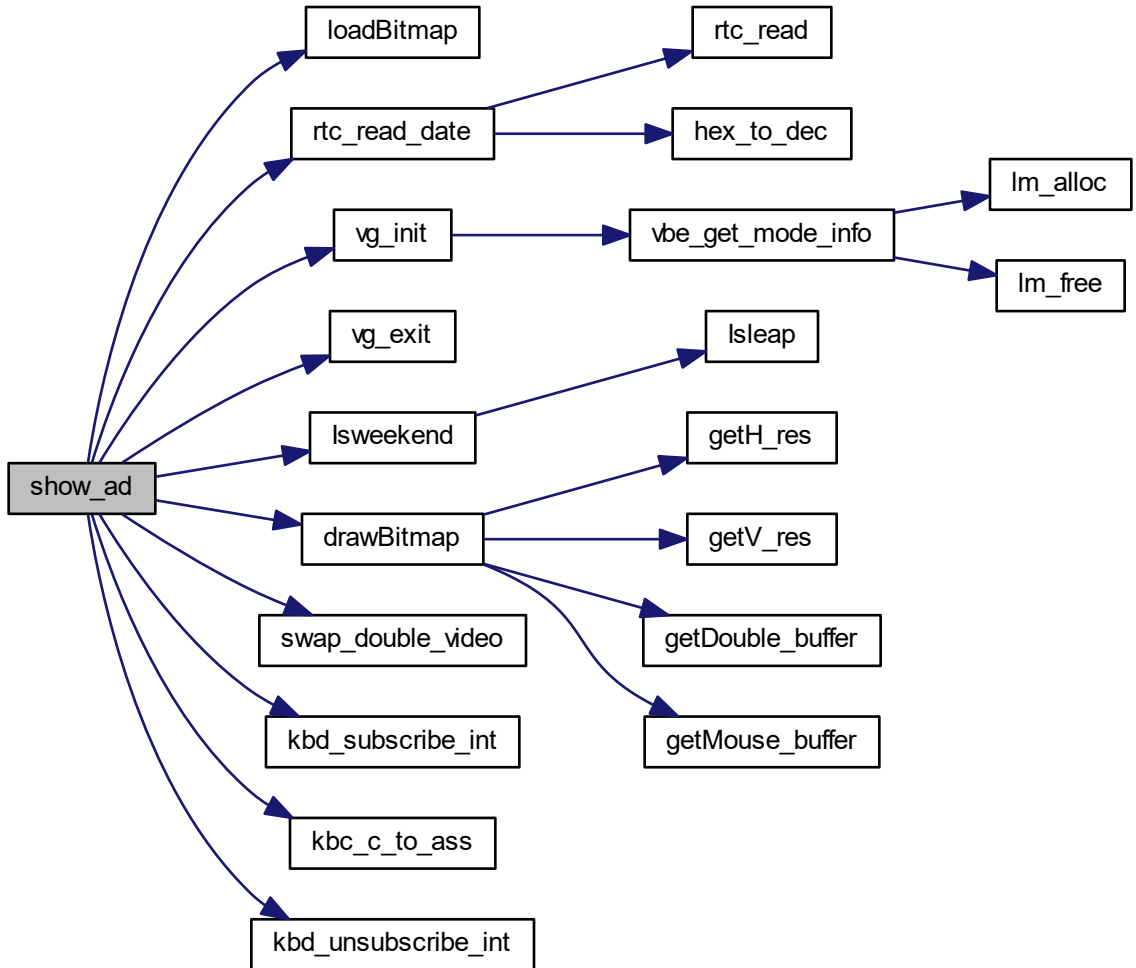 loadBitmap
rtc_read
rtc_read_date
hex_to_dec
lm_alloc
vg_init
vbe_get_mode_info
lm_free
vg_exit
Isleap
Isweekend
getH_res
show_ad
drawBitmap
getV_res
swap_double_video
getDouble_buffer
kbd_subscribe_int
getMouse_buffer
kbc_c_to_ass
kbd_unsubscribe_int